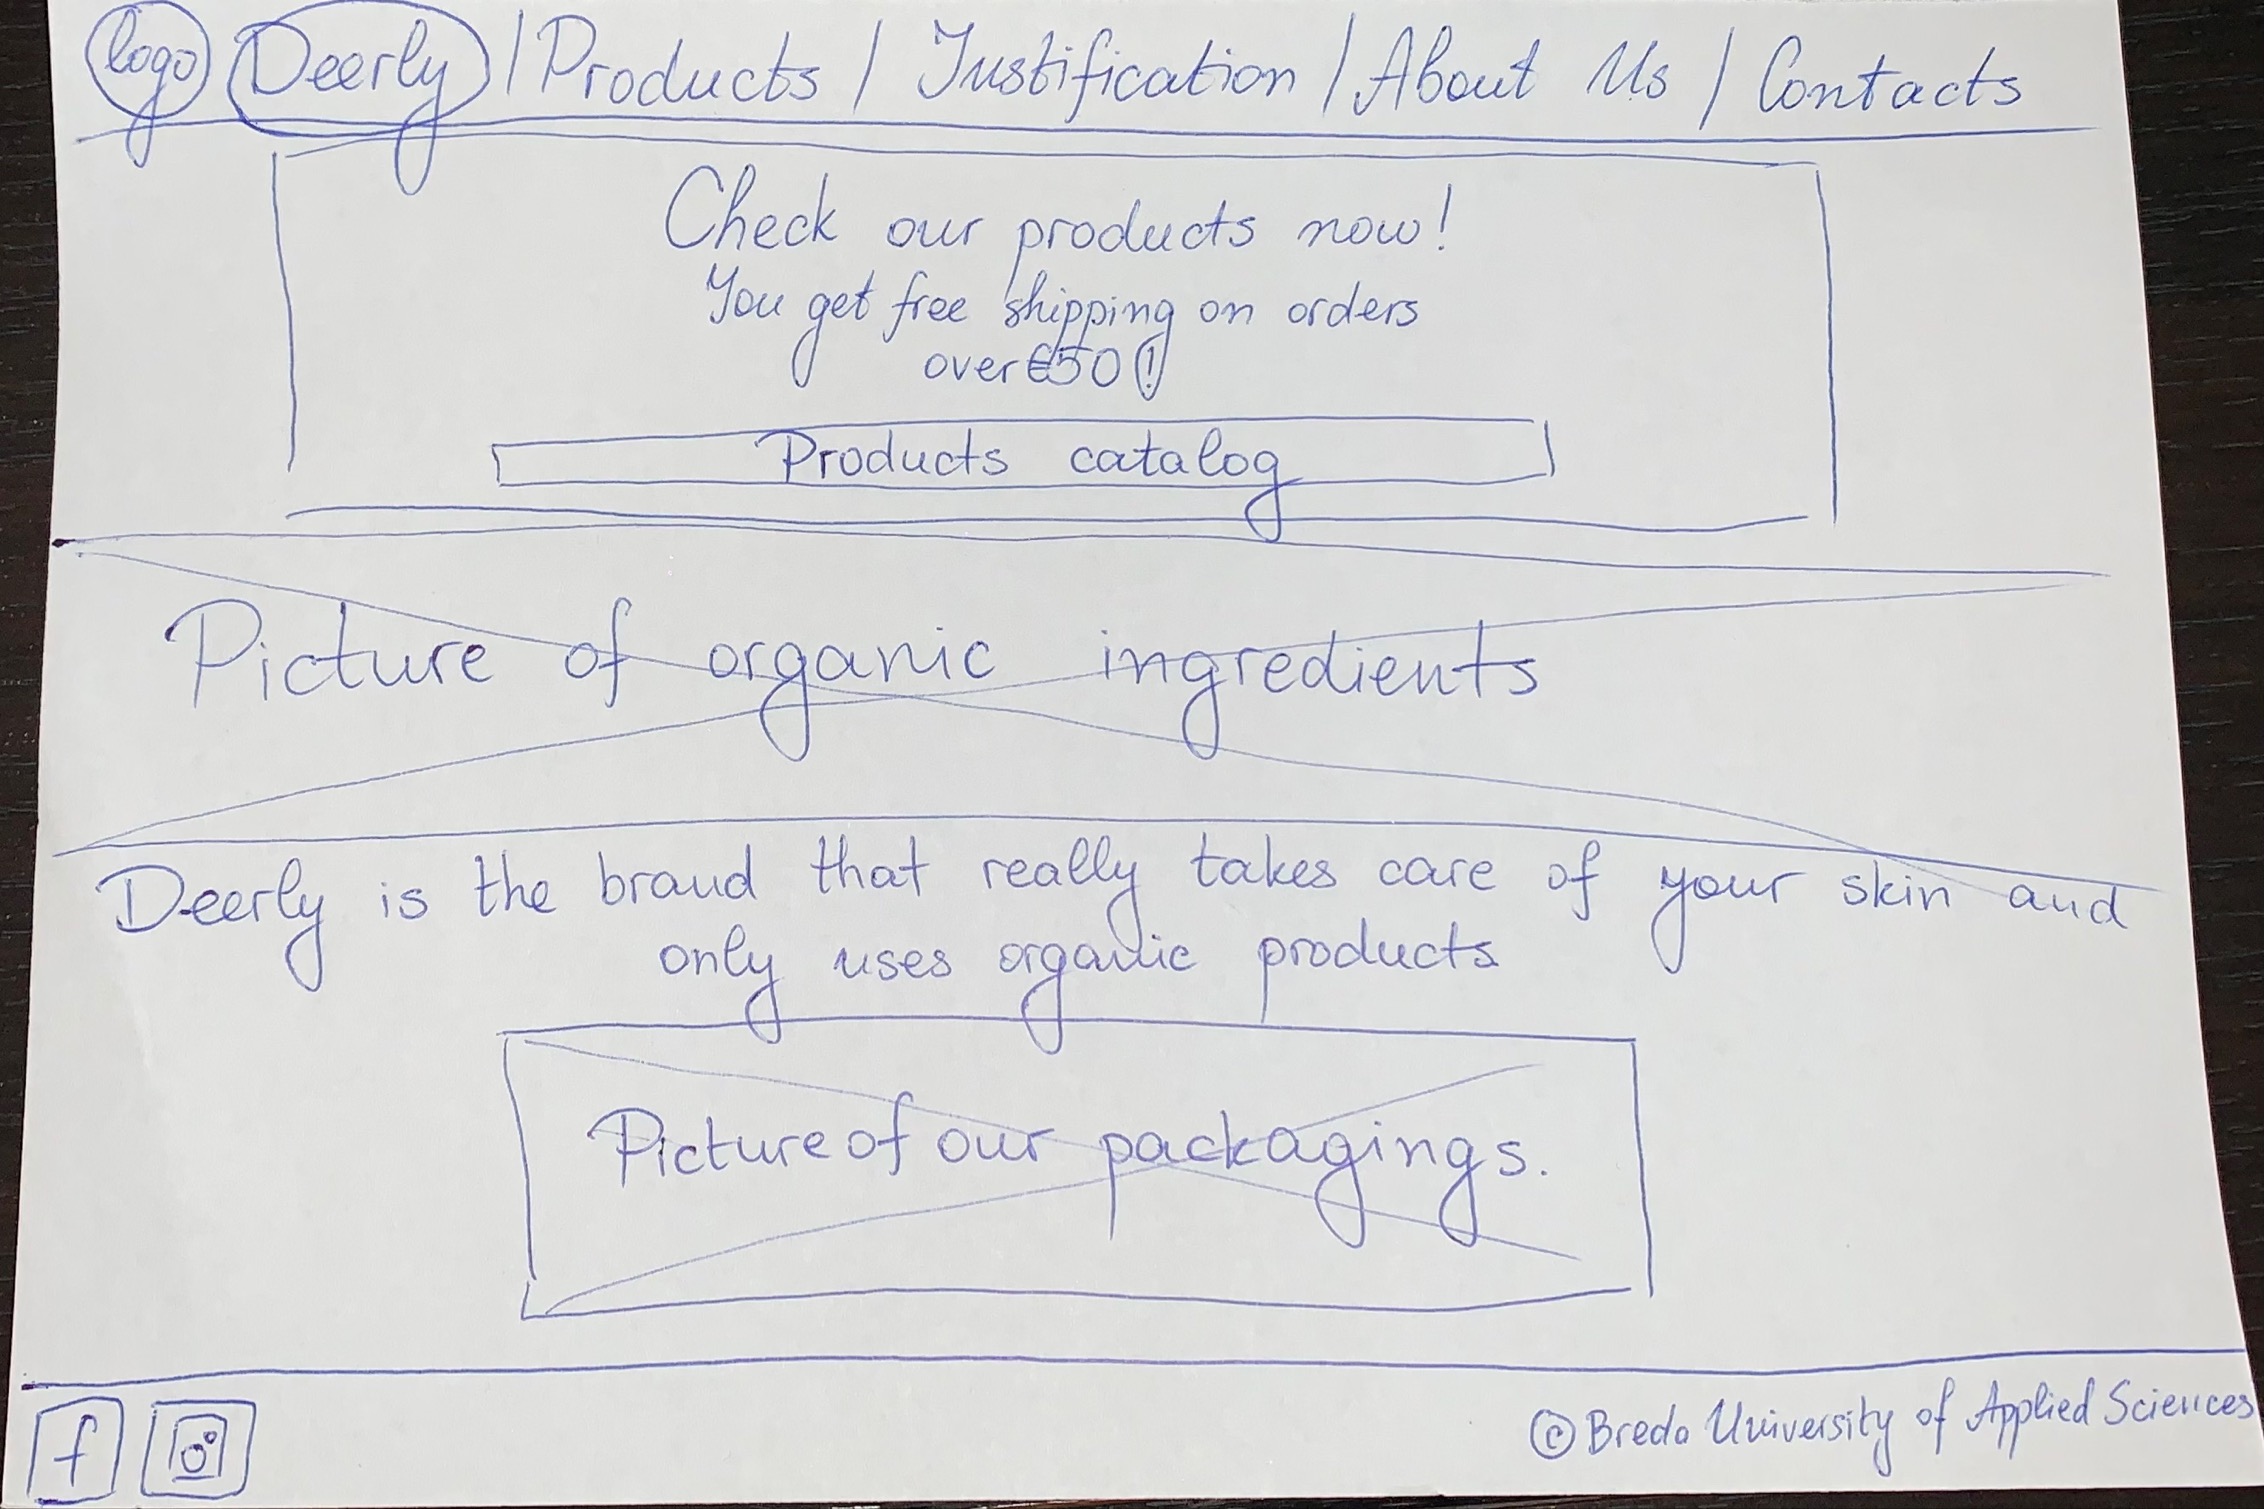 logo Deerly | Products / Justification / About Us / Contacts
Check our products now!
You get free shipping on orders
over €50!
Products catalog
Picture of organic ingredients
Deerly is the brand that really takes care of your skin and
only uses organic products
Picture of our packagings.
f © Breda University of Applied Sciences